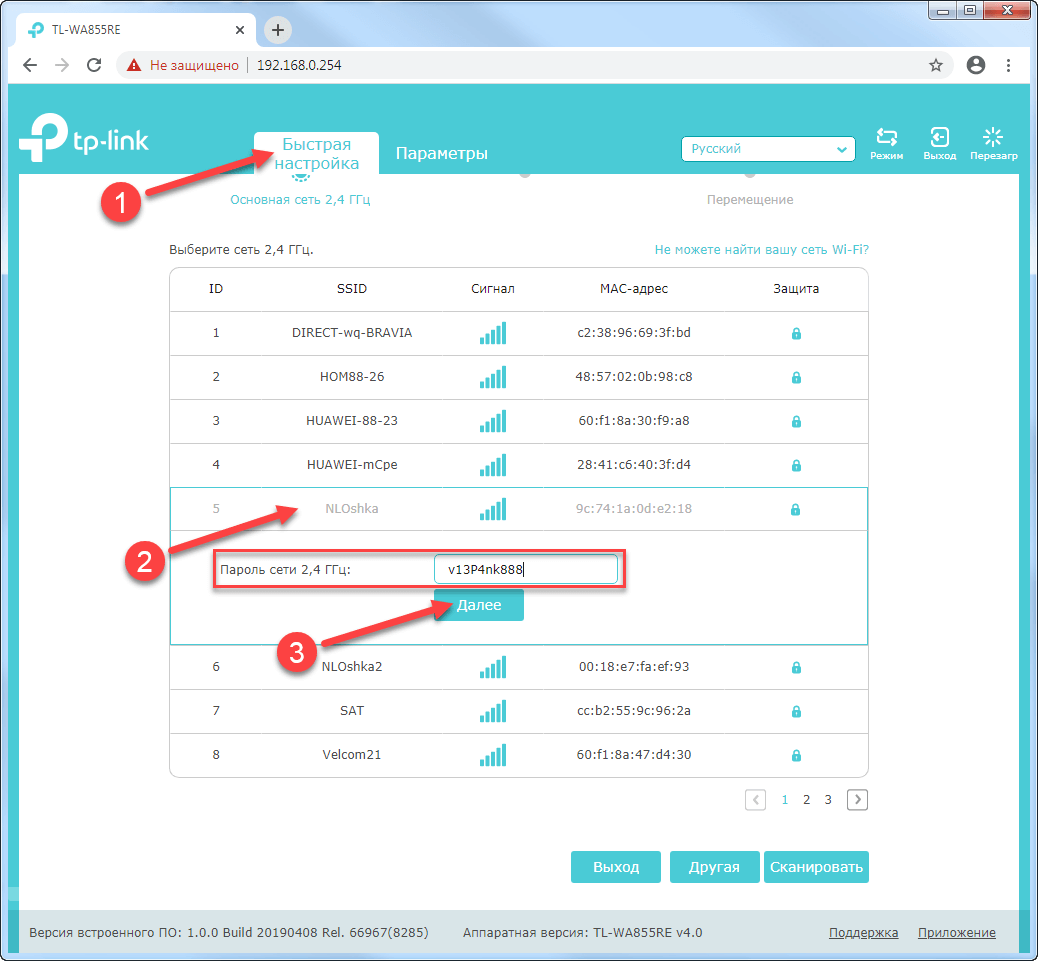 TL-WA855RE
Не защищено 192.168.0.254
tp-link
Быстрая
настройка
Параметры
Русский
Режим
Выход
Перезагр
1
Основная сеть 2,4 ГГц
Перемещение
Выберите сеть 2,4 ГГц.
Не можете найти вашу сеть Wi-Fi?
ID SSID Сигнал MAC-адрес Защита
1 DIRECT-wq-BRAVIA c2:38:96:69:3f:bd
2 HOM88-26 48:57:02:0b:98:c8
3 HUAWEI-88-23 60:f1:8a:30:f9:a8
4 HUAWEI-mCpe 28:41:c6:40:3f:d4
5 NLOshka 9c:74:1a:0d:e2:18
2
Пароль сети 2,4 ГГц: v13P4nk888
Далее
3
6 NLOshka2 00:18:e7:fa:ef:93
7 SAT cc:b2:55:9c:96:2a
8 Velcom21 60:f1:8a:47:d4:30
1 2 3
Выход Другая Сканировать
Версия встроенного ПО: 1.0.0 Build 20190408 Rel. 66967(8285) Аппаратная версия: TL-WA855RE v4.0 Поддержка Приложение